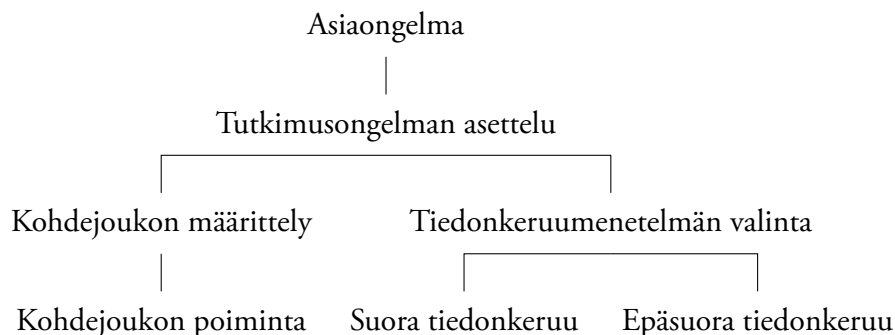 Asiaongelma
Tutkimusongelman asettelu
Kohdejoukon määrittely Tiedonkeruumenetelmän valinta
Kohdejoukon poiminta Suora tiedonkeruu Epäsuora tiedonkeruu